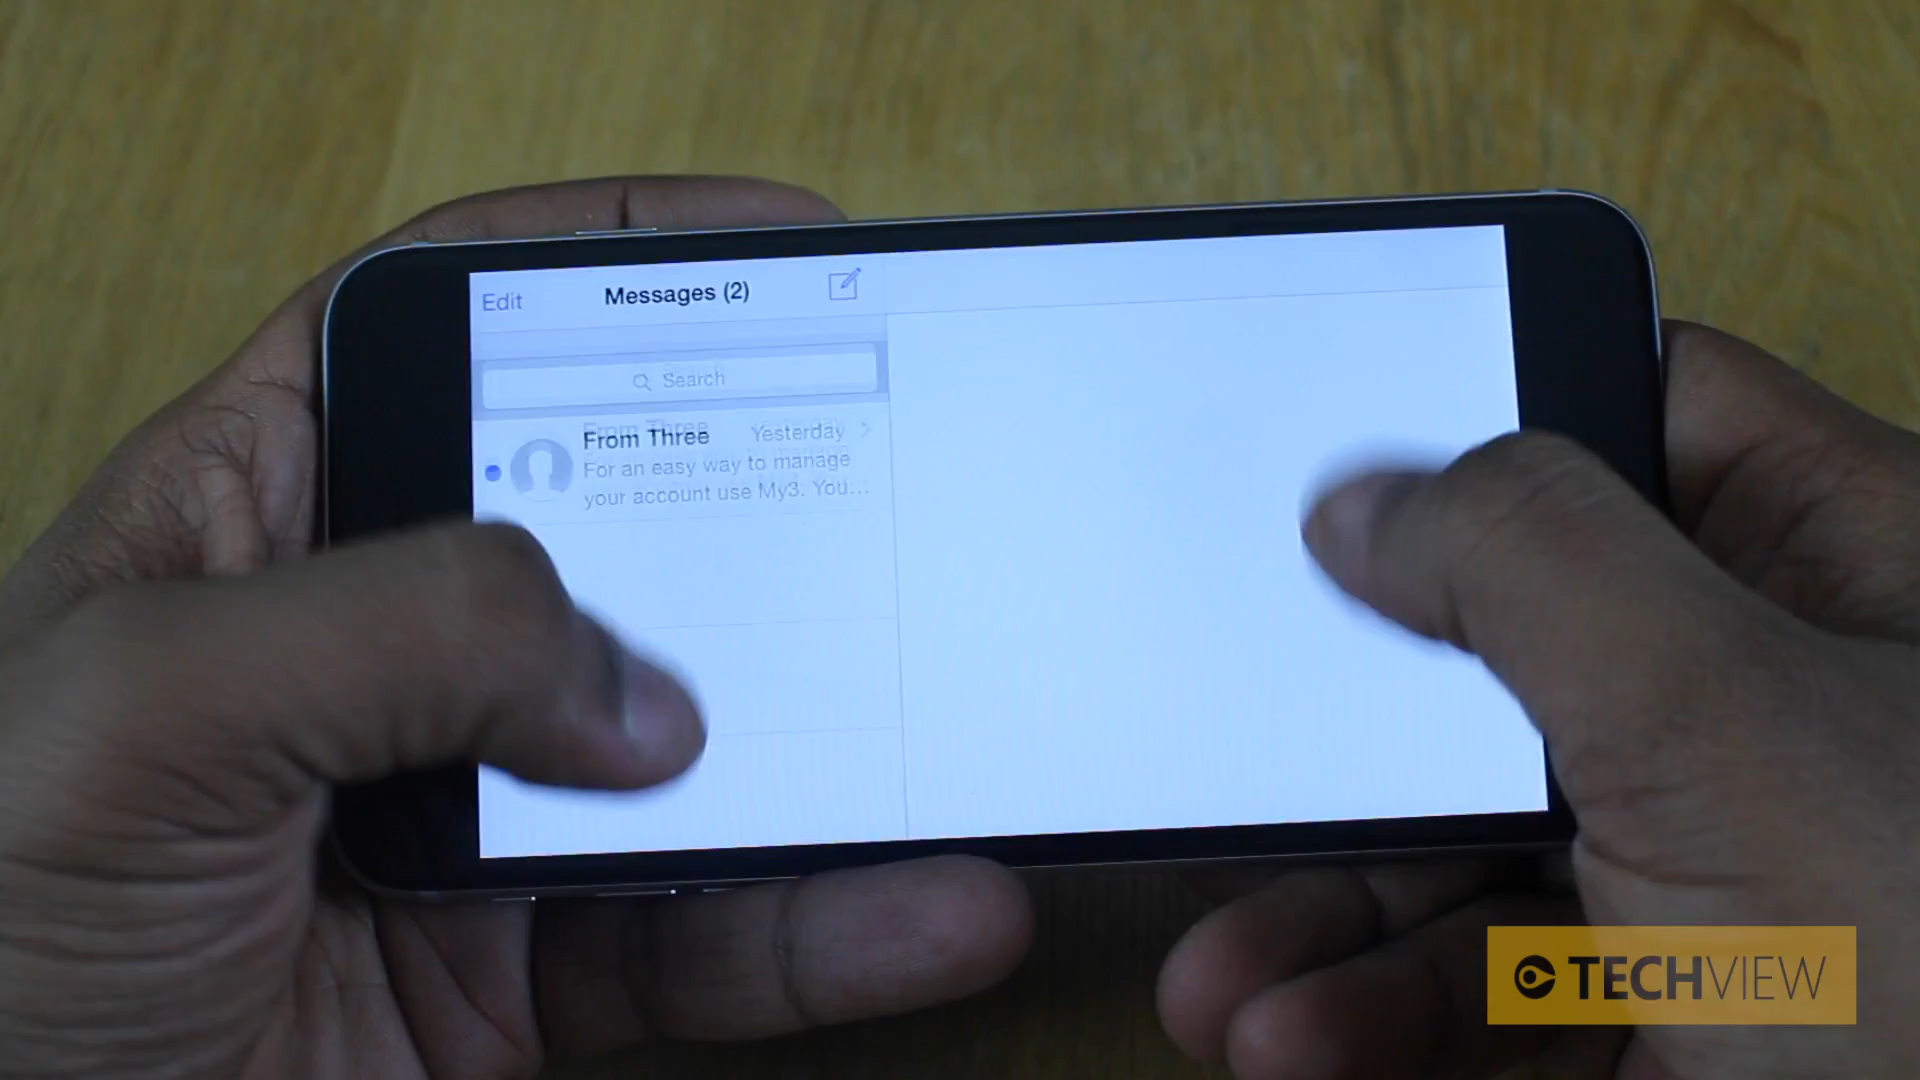 Edit
Messages (2)
Search
From Three
Yesterday
For an easy way to manage
your account use My3. You...
TECHVIEW